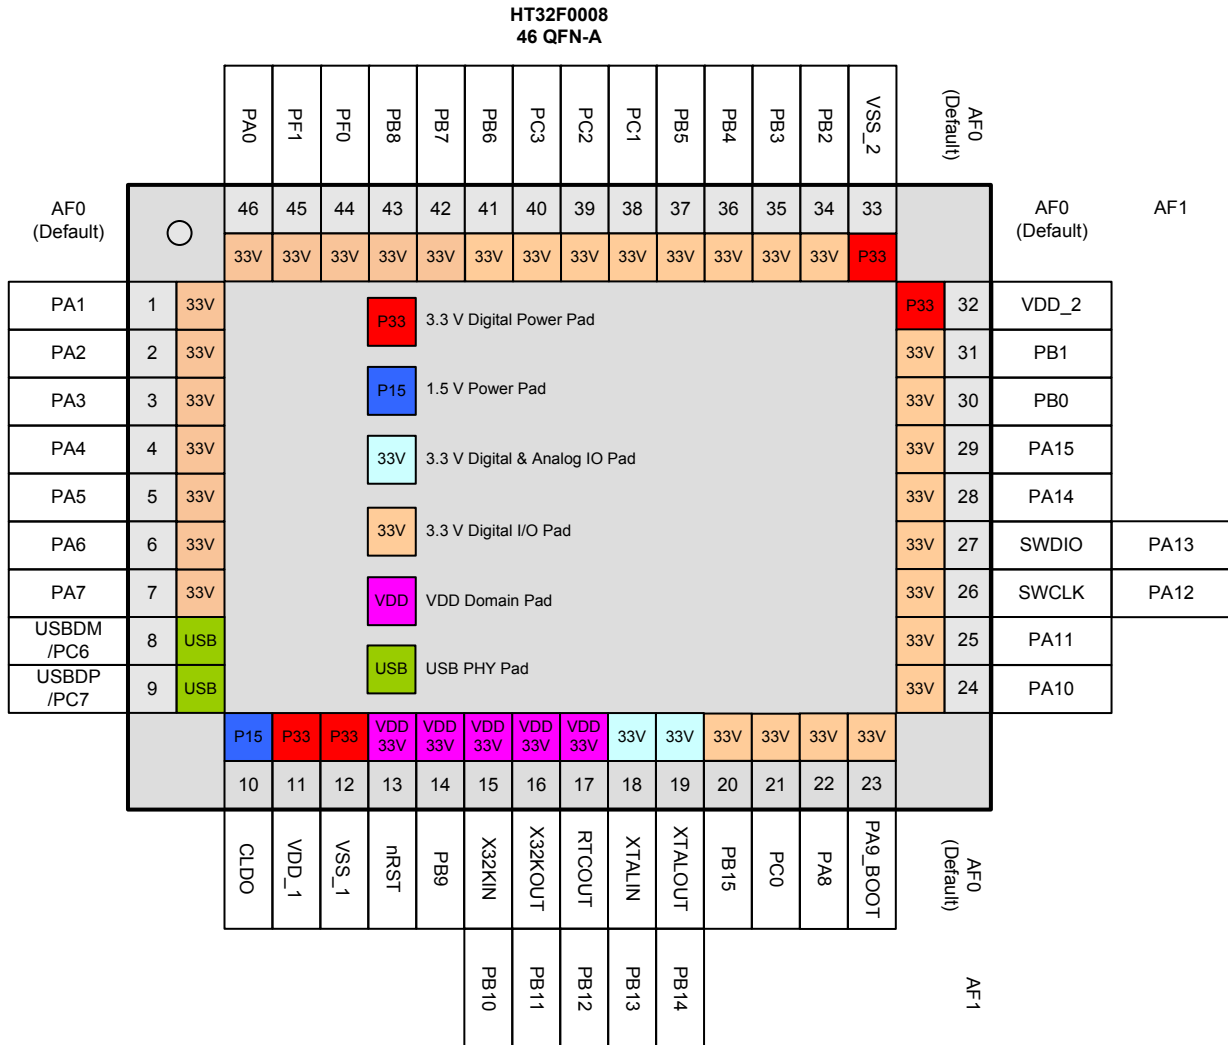 HT32F0008
46 QFN-A
PA0 PF1 PF0 PB8 PB7 PB6 PC3 PC2 PC1 PB5 PB4 PB3 PB2 VSS_2
AF0
(Default)
AF0
(Default)
46 45 44 43 42 41 40 39 38 37 36 35 34 33
33V 33V 33V 33V 33V 33V 33V 33V 33V 33V 33V 33V 33V P33
AF0
(Default)
AF1
PA1 1 33V
PA2 2 33V
PA3 3 33V
PA4 4 33V
PA5 5 33V
PA6 6 33V
PA7 7 33V
USBDM
/PC6
8 USB
USBDP
/PC7
9 USB
P33 3.3 V Digital Power Pad
P15 1.5 V Power Pad
33V 3.3 V Digital & Analog IO Pad
33V 3.3 V Digital I/O Pad
VDD VDD Domain Pad
USB USB PHY Pad
P33 32 VDD_2
33V 31 PB1
33V 30 PB0
33V 29 PA15
33V 28 PA14
33V 27 SWDIO PA13
33V 26 SWCLK PA12
33V 25 PA11
33V 24 PA10
P15 P33 P33 VDD VDD VDD VDD VDD 33V 33V 33V 33V 33V 33V
33V 33V 33V 33V 33V
10 11 12 13 14 15 16 17 18 19 20 21 22 23
CLDO VDD_1 VSS_1 nRST PB9 X32KIN X32KOUT RTCOUT XTALIN XTALOUT PB15 PC0 PA8 PA9_BOOT
AF0
(Default)
PB10 PB11 PB12 PB13 PB14
AF1